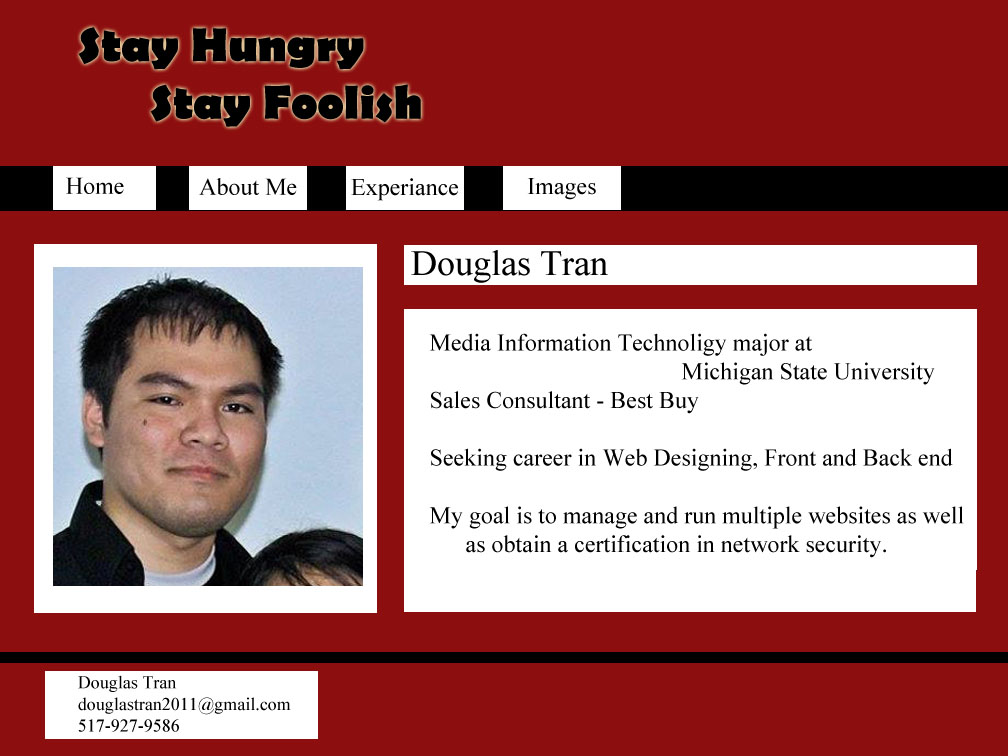 Stay Hungry
Stay Foolish
Home
About Me
Experiance
Images
Douglas Tran
Media Information Technoligy major at
Michigan State University
Sales Consultant - Best Buy
Seeking career in Web Designing, Front and Back end
My goal is to manage and run multiple websites as well
as obtain a certification in network security.
Douglas Tran
douglastran2011@gmail.com
517-927-9586